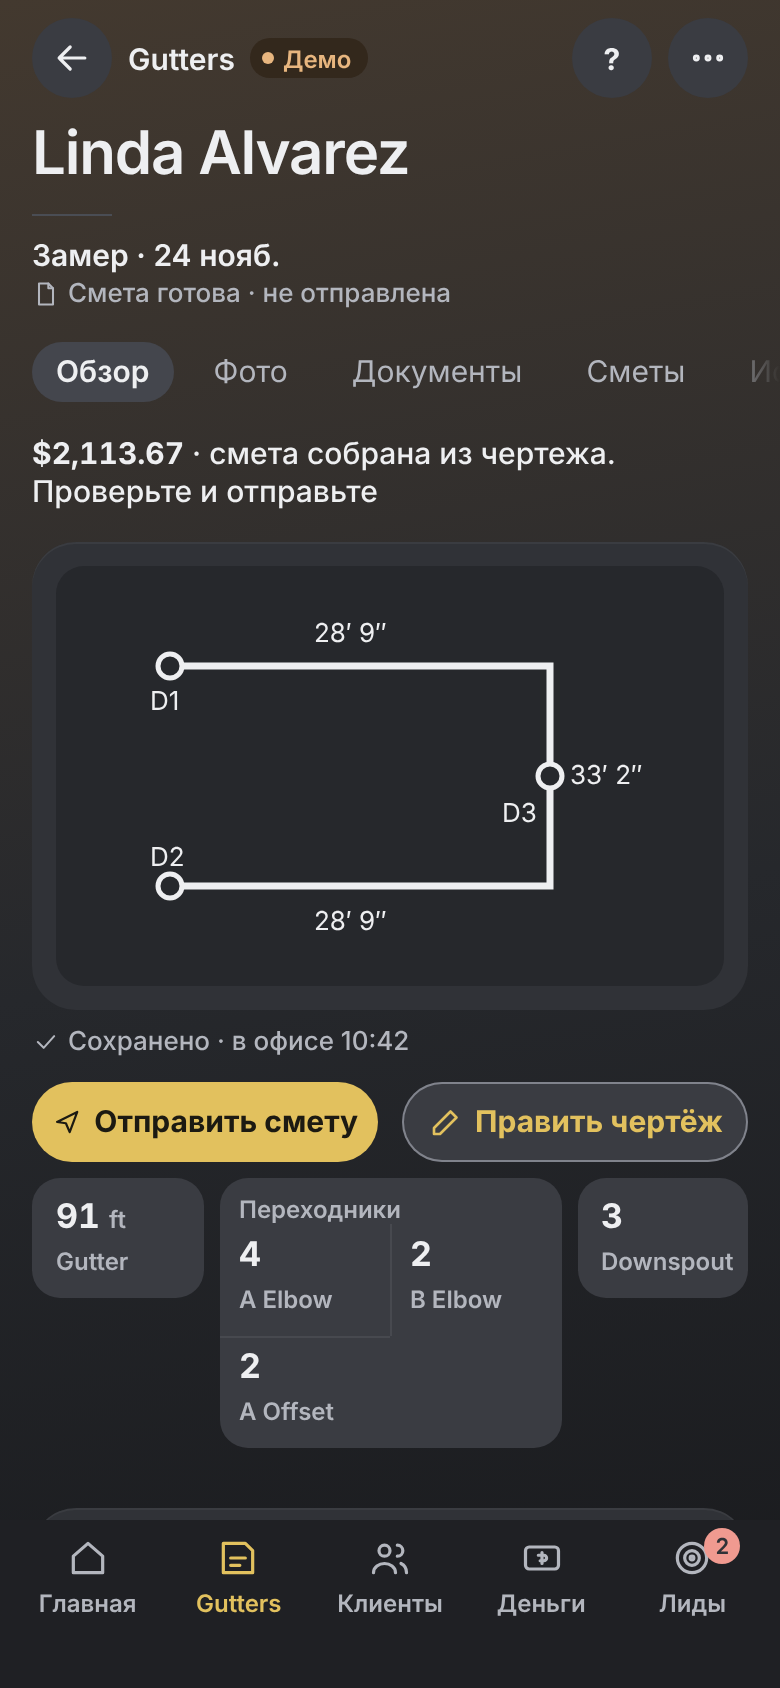 Gutters
Демо
?
Linda Alvarez
Замер · 24 нояб.
Смета готова · не отправлена
Обзор Фото Документы Сметы
$2,113.67 · смета собрана из чертежа.
Проверьте и отправьте
28′ 9″
D1
33′ 2″
D3
D2
28′ 9″
Сохранено · в офисе 10:42
Отправить смету
Править чертёж
91 ft
Gutter
Переходники
4
A Elbow
2
B Elbow
2
A Offset
3
Downspout
2
Главная Gutters Клиенты Деньги Лиды